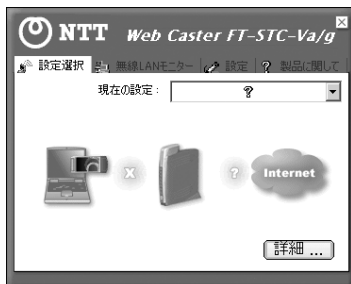 NTT Web Caster FT-STC-Va/g
設定選択 無線LANモニター 設定 ? 製品に関して
現在の設定： ?
X ? Internet
詳細 ...